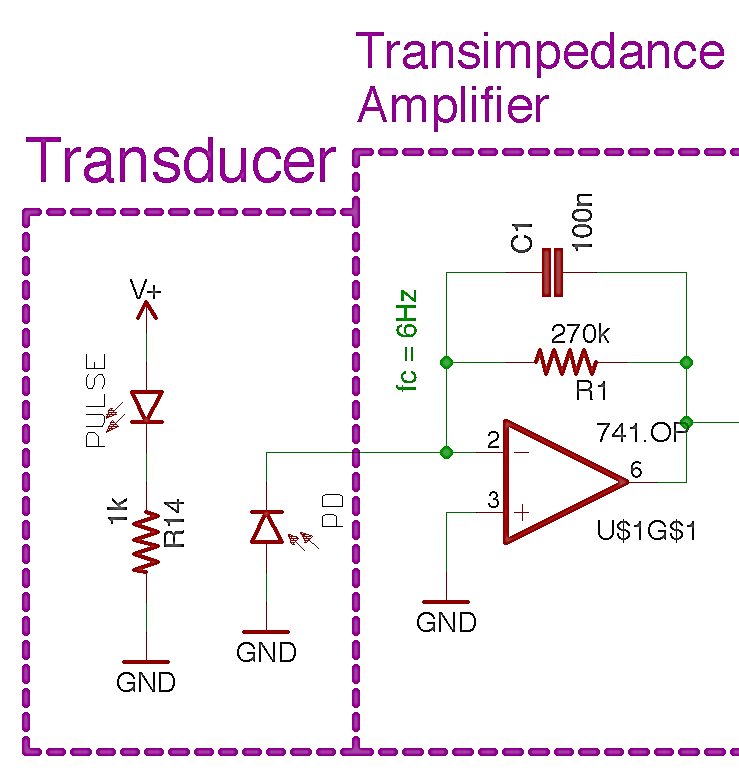 Transimpedance
Amplifier
Transducer
C1
100n
V+
fc = 6Hz
270k
R1
PULSE
741.OP
2
6
3
PD
1k
R14
U$1G$1
GND
GND
GND